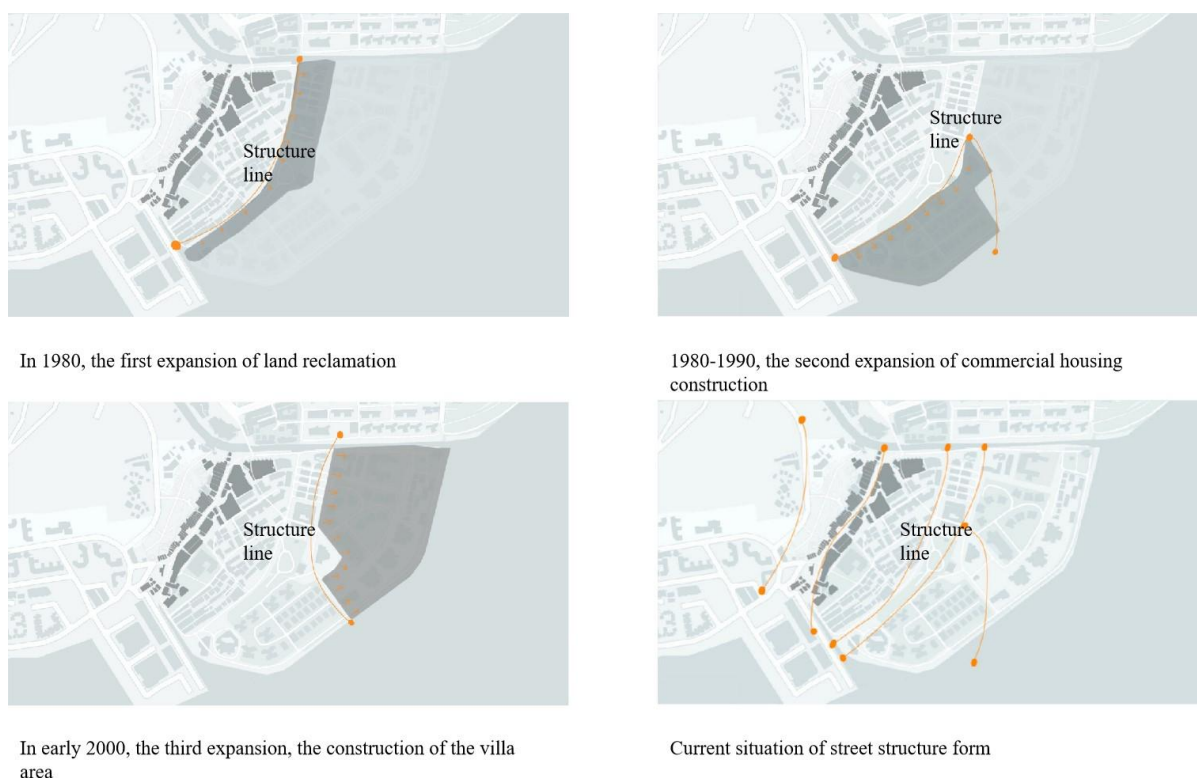 Structure
line
Structure
line
In 1980, the first expansion of land reclamation
1980-1990, the second expansion of commercial housing
construction
Structure
line
Structure
line
In early 2000, the third expansion, the construction of the villa
area
Current situation of street structure form